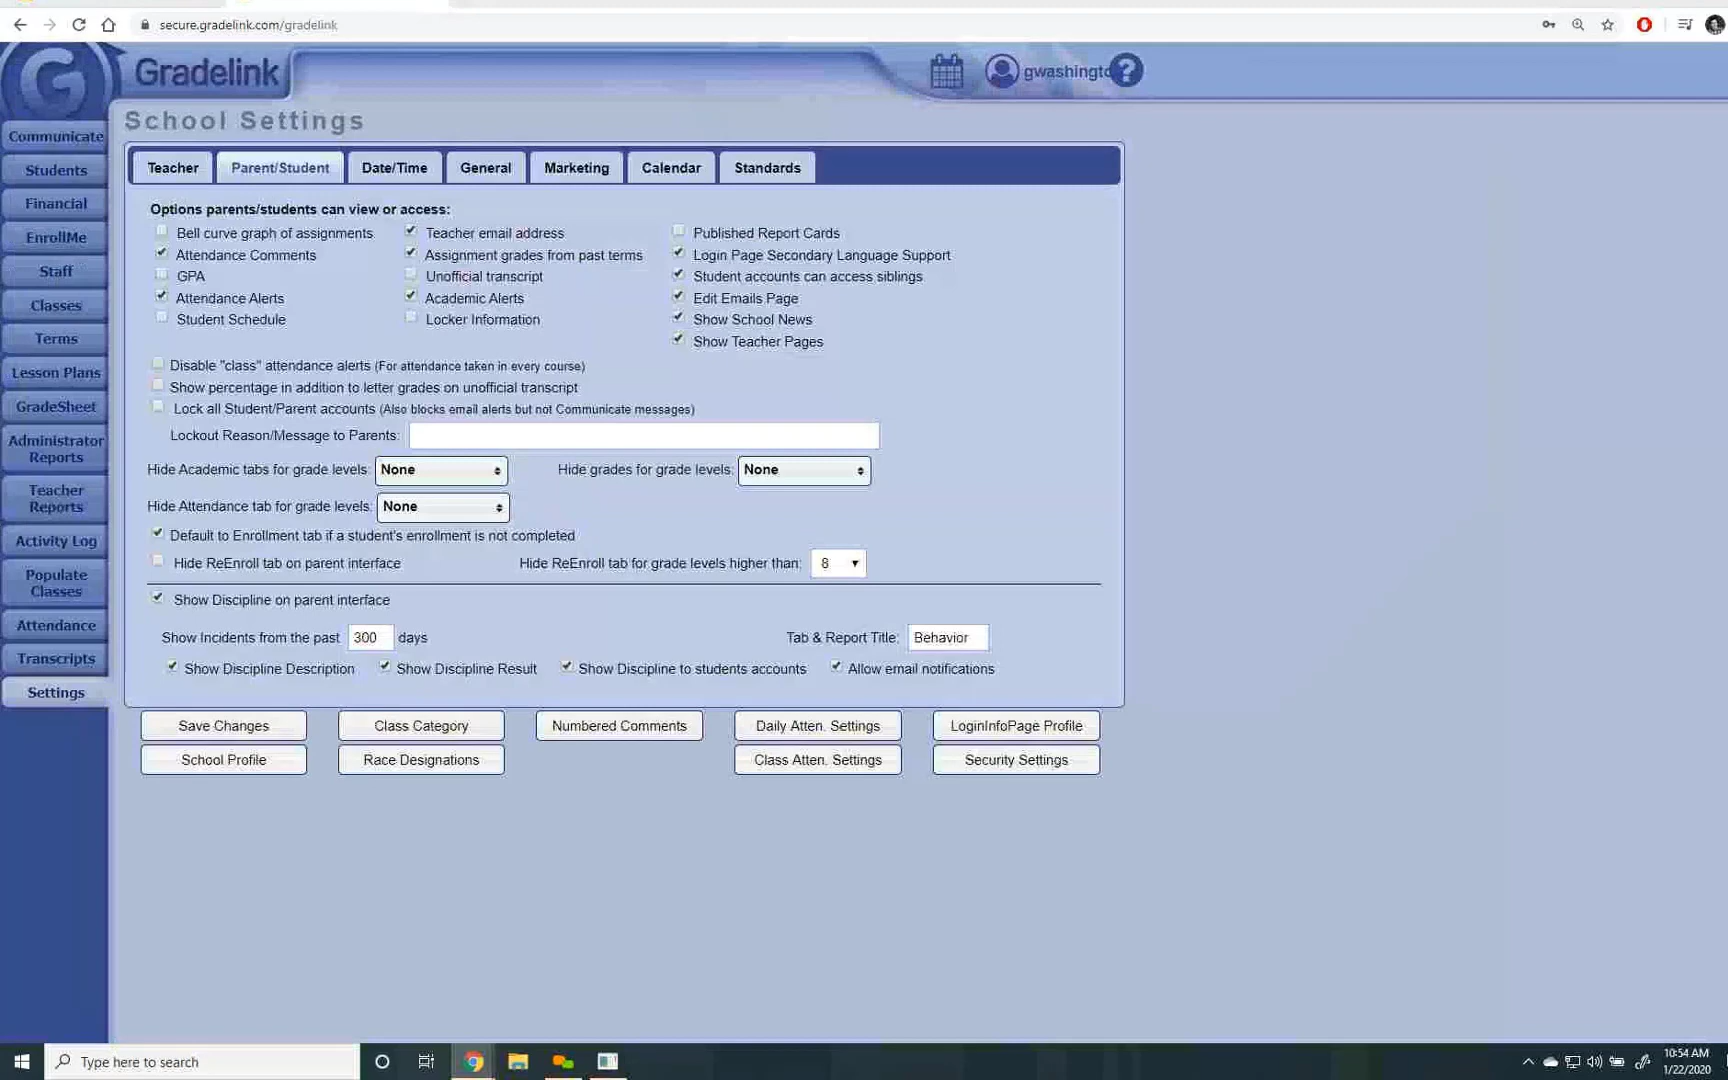 secure.gradelink.com/gradelink
Gradelink
gwashingto
?
School Settings
Communicate
Students
Financial
EnrollMe
Staff
Classes
Terms
Lesson Plans
GradeSheet
Administrator
Reports
Teacher
Reports
Activity Log
Populate
Classes
Attendance
Transcripts
Settings
Teacher Parent/Student Date/Time General Marketing Calendar Standards
Options parents/students can view or access:
Bell curve graph of assignments Teacher email address Published Report Cards
Attendance Comments Assignment grades from past terms Login Page Secondary Language Support
GPA Unofficial transcript Student accounts can access siblings
Attendance Alerts Academic Alerts Edit Emails Page
Student Schedule Locker Information Show School News
Show Teacher Pages
Disable "class" attendance alerts (For attendance taken in every course)
Show percentage in addition to letter grades on unofficial transcript
Lock all Student/Parent accounts (Also blocks email alerts but not Communicate messages)
Lockout Reason/Message to Parents:
Hide Academic tabs for grade levels: None Hide grades for grade levels: None
Hide Attendance tab for grade levels: None
Default to Enrollment tab if a student's enrollment is not completed
Hide ReEnroll tab on parent interface Hide ReEnroll tab for grade levels higher than: 8
Show Discipline on parent interface
Show Incidents from the past 300 days Tab & Report Title: Behavior
Show Discipline Description Show Discipline Result Show Discipline to students accounts Allow email notifications
Save Changes Class Category Numbered Comments Daily Atten. Settings LoginInfoPage Profile
School Profile Race Designations Class Atten. Settings Security Settings
Type here to search
10:54 AM
1/22/2020